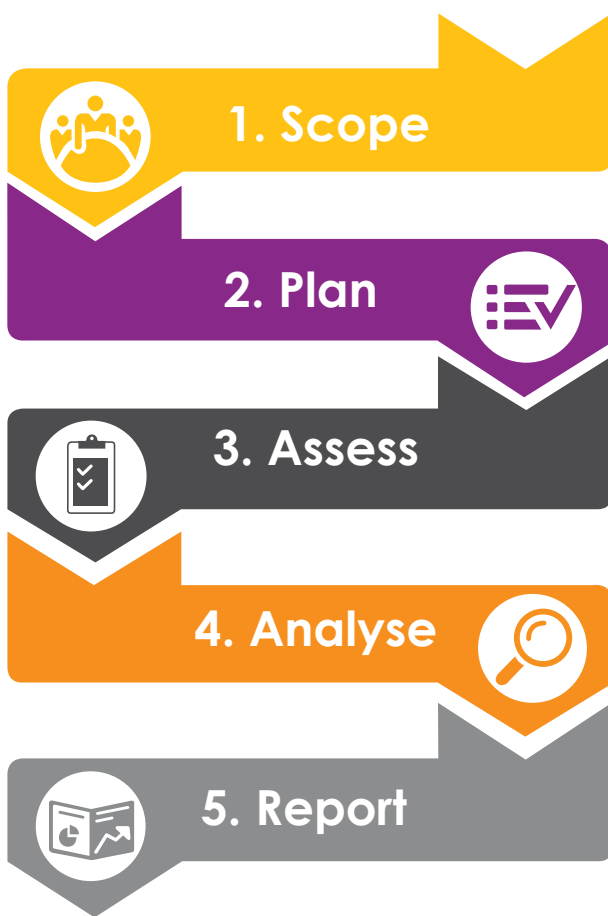 1. Scope
2. Plan
3. Assess
4. Analyse
5. Report